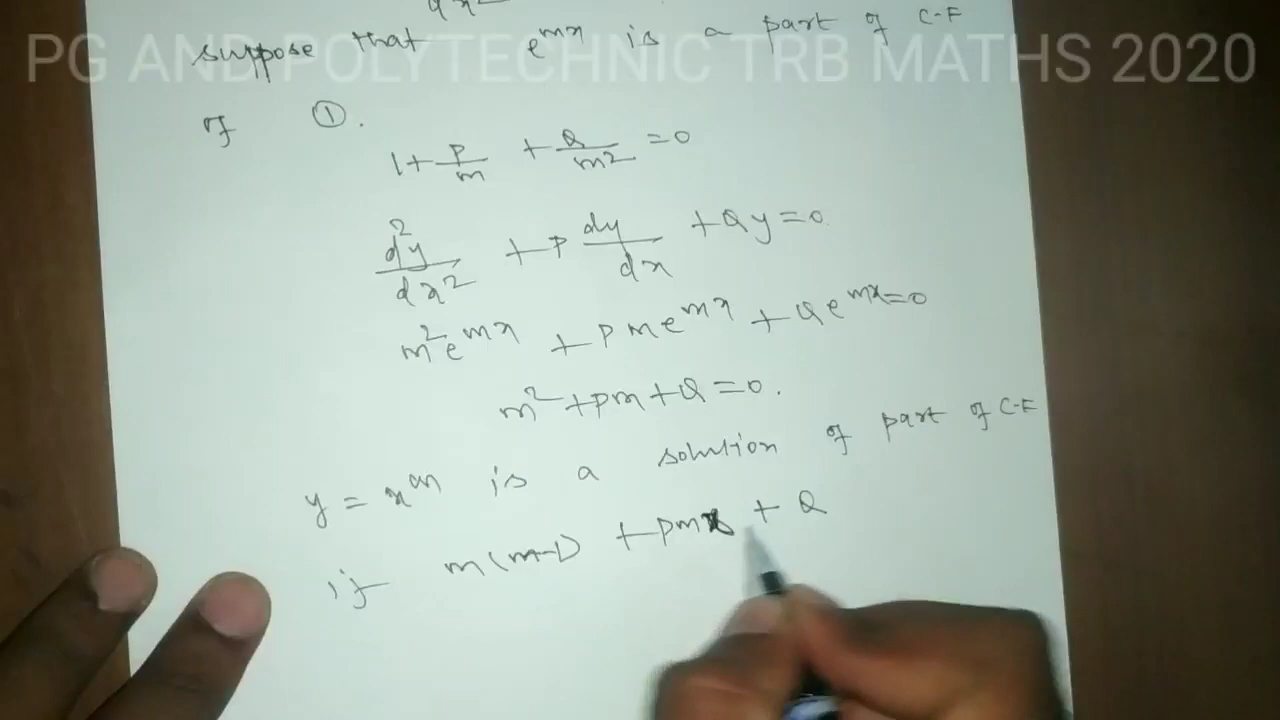 suppose that e^mx is a part of C-F
PG AND POLYTECHNIC TRB MATHS 2020
of ①.
1 + P/m + Q/m² = 0
d²y/dx² + P dy/dx + Qy = 0.
m²e^mx + Pme^mx + Qe^mx = 0
m² + Pm + Q = 0.
y = x^m is a solution of part of C-F
if m(m-1) + Pmx + Q